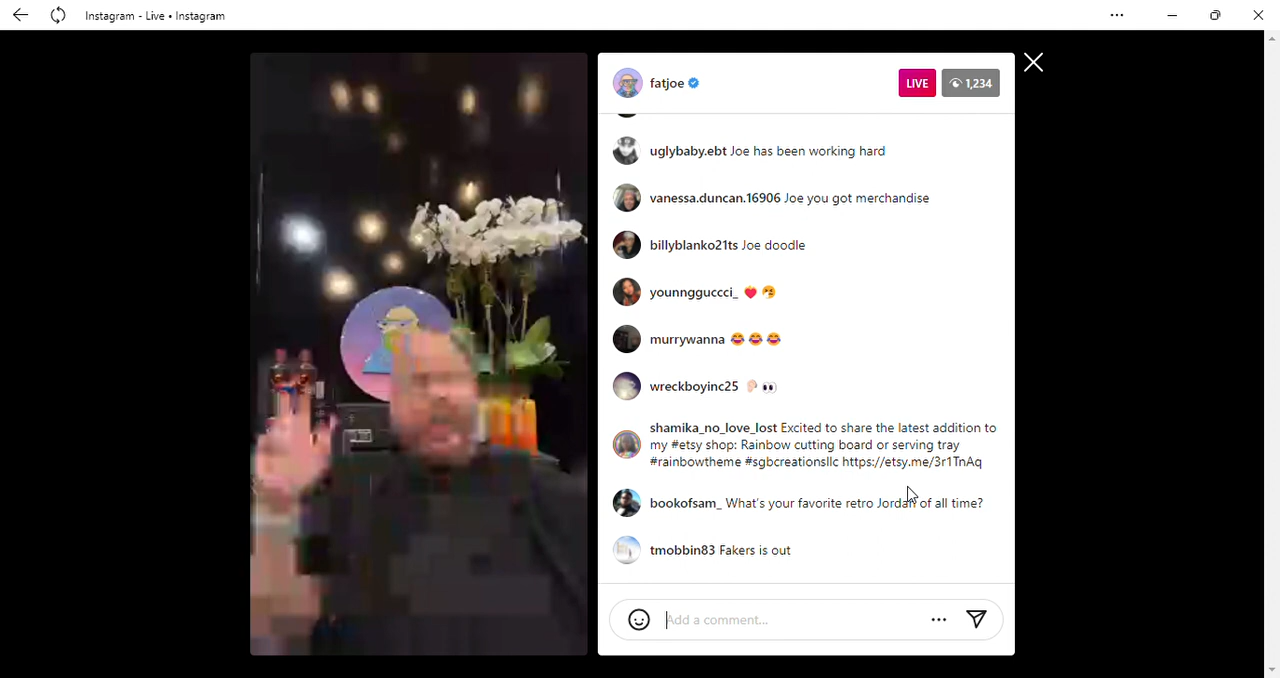 Instagram - Live • Instagram
fatjoe
LIVE
1,234
uglybaby.ebt Joe has been working hard
vanessa.duncan.16906 Joe you got merchandise
billyblanko21ts Joe doodle
younngguccci_ ❤️‍🔥 🤧
murrywanna 😂 😂 😂
wreckboyinc25 👂🏻 👀
shamika_no_love_lost Excited to share the latest addition to
my #etsy shop: Rainbow cutting board or serving tray
#rainbowtheme #sgbcreationsllc https://etsy.me/3r1TnAq
bookofsam_ What's your favorite retro Jordan of all time?
tmobbin83 Fakers is out
Add a comment...